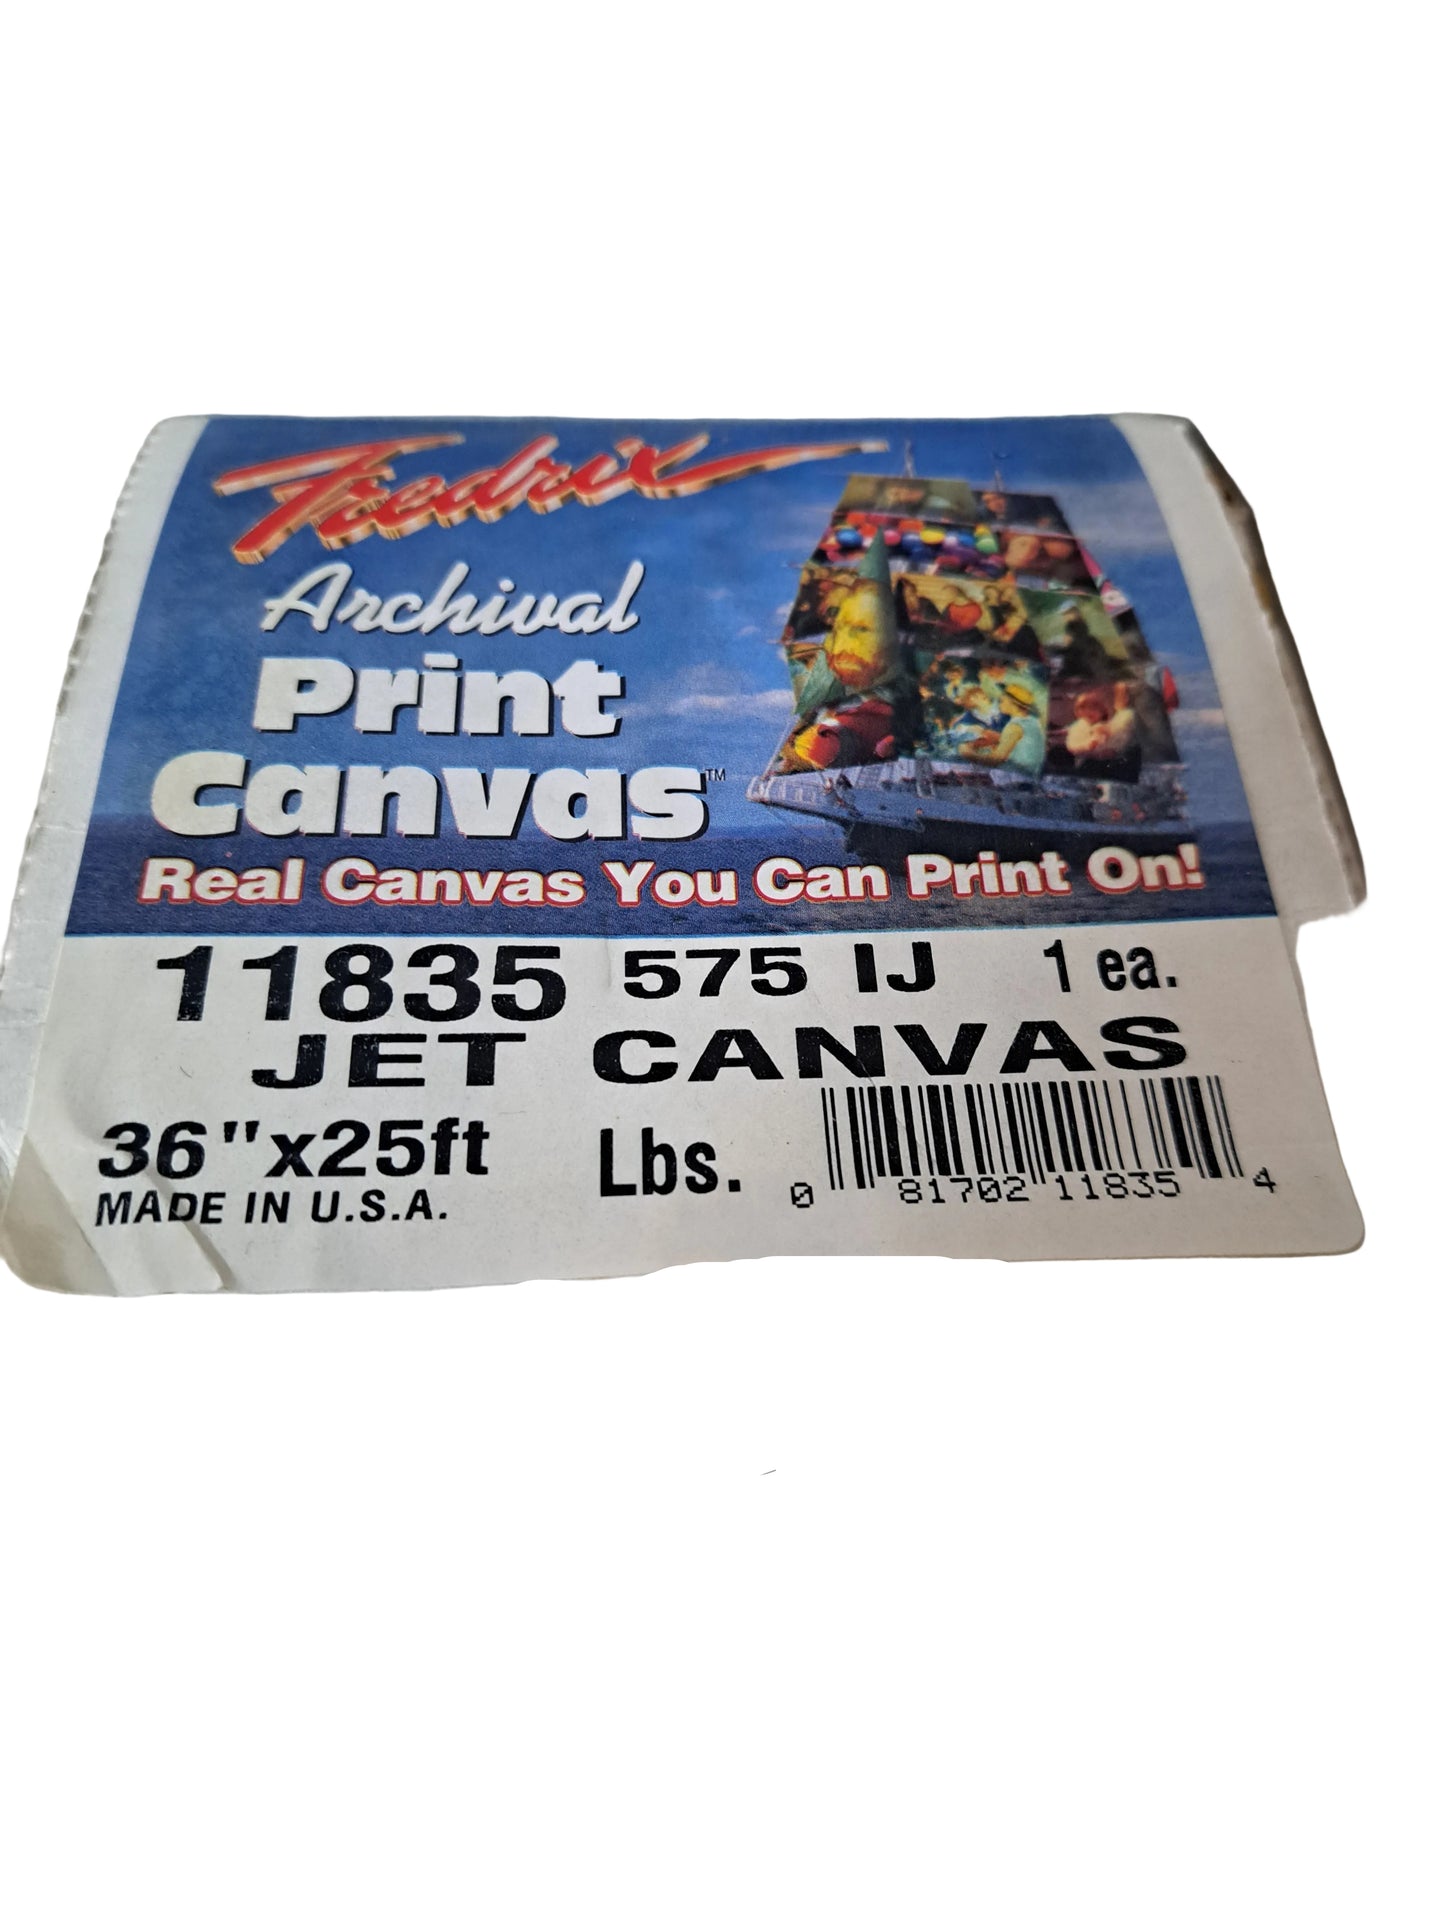 Fredrix
Archival
Print
Canvas™
Real Canvas You Can Print On!
11835 575 IJ 1 ea.
JET CANVAS
36"x25ft Lbs.
MADE IN U.S.A.
0 81702 11835 4